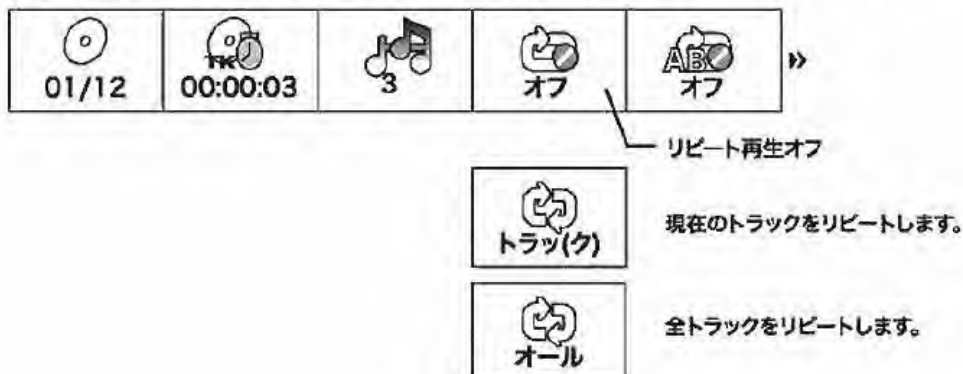 01/12
TK
00:00:03
3
オフ
AB
オフ
リピート再生オフ
トラッ(ク)
現在のトラックをリピートします。
オール
全トラックをリピートします。